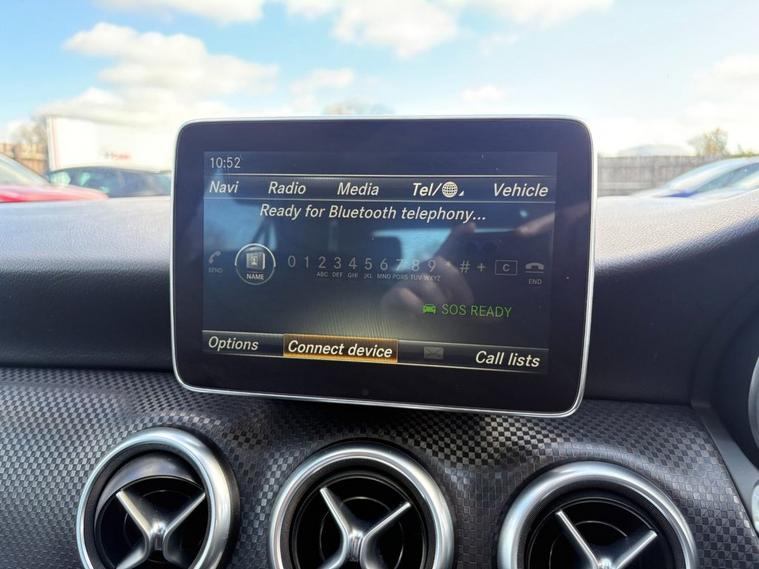 10:52
Navi Radio Media Tel/ Vehicle
Ready for Bluetooth telephony...
SEND NAME 0 1 2 3 4 5 6 7 8 9 * # + C END
ABC DEF GHI JKL MNO PQRS TUV WXYZ
SOS READY
Options Connect device Call lists